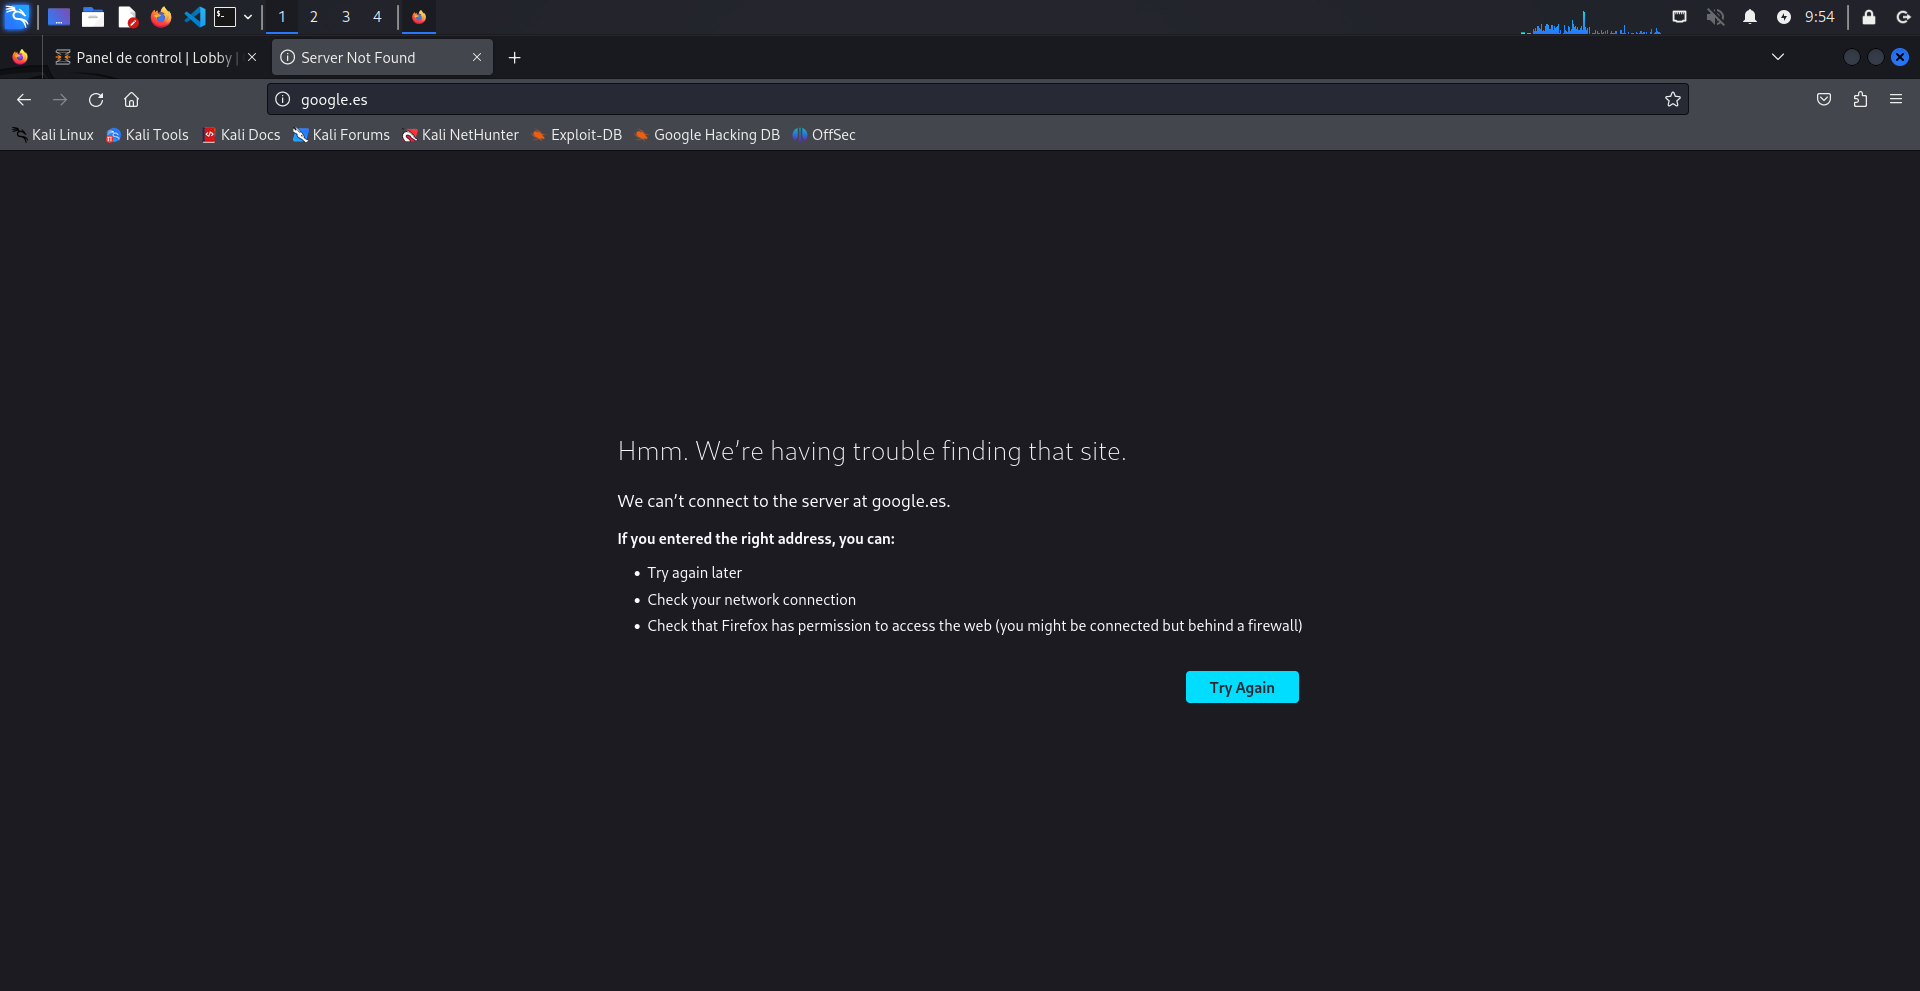 1 2 3 4 9:54
Panel de control | Lobby | Server Not Found
google.es
Kali Linux Kali Tools Kali Docs Kali Forums Kali NetHunter Exploit-DB Google Hacking DB OffSec
Hmm. We're having trouble finding that site.
We can't connect to the server at google.es.
If you entered the right address, you can:
• Try again later
• Check your network connection
• Check that Firefox has permission to access the web (you might be connected but behind a firewall)
Try Again